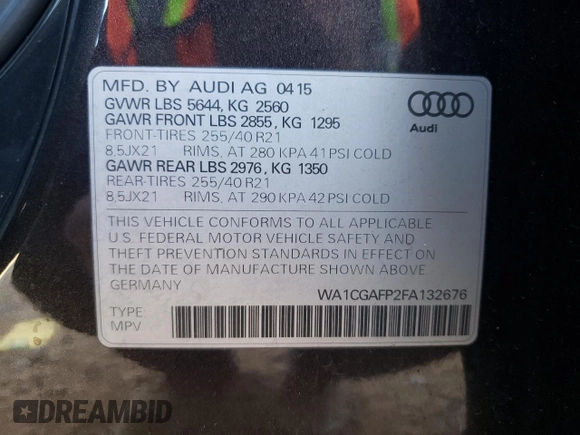 MFD. BY AUDI AG 04 15
GVWR LBS 5644, KG 2560
GAWR FRONT LBS 2855, KG 1295
FRONT-TIRES 255/40 R21
8,5JX21 RIMS, AT 280 KPA 41 PSI COLD
GAWR REAR LBS 2976, KG 1350
REAR-TIRES 255/40 R21
8,5JX21 RIMS, AT 290 KPA 42 PSI COLD
Audi
THIS VEHICLE CONFORMS TO ALL APPLICABLE
U.S. FEDERAL MOTOR VEHICLE SAFETY AND
THEFT PREVENTION STANDARDS IN EFFECT ON
THE DATE OF MANUFACTURE SHOWN ABOVE.
GERMANY
WA1CGAFP2FA132676
TYPE:
MPV
DREAMBID